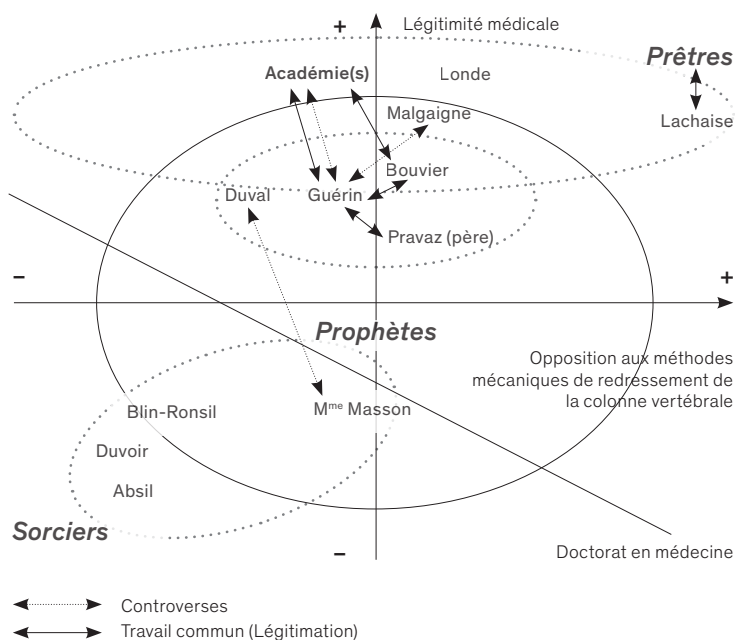 +
Légitimité médicale
Académie(s)
Londe
Prêtres
Malgaigne
Lachaise
Bouvier
Duval
Guérin
Pravaz (père)
–
+
Prophètes
Opposition aux méthodes
mécaniques de redressement de
la colonne vertébrale
Blin-Ronsil
Mme Masson
Duvoir
Absil
Sorciers
–
Doctorat en médecine
Controverses
Travail commun (Légitimation)